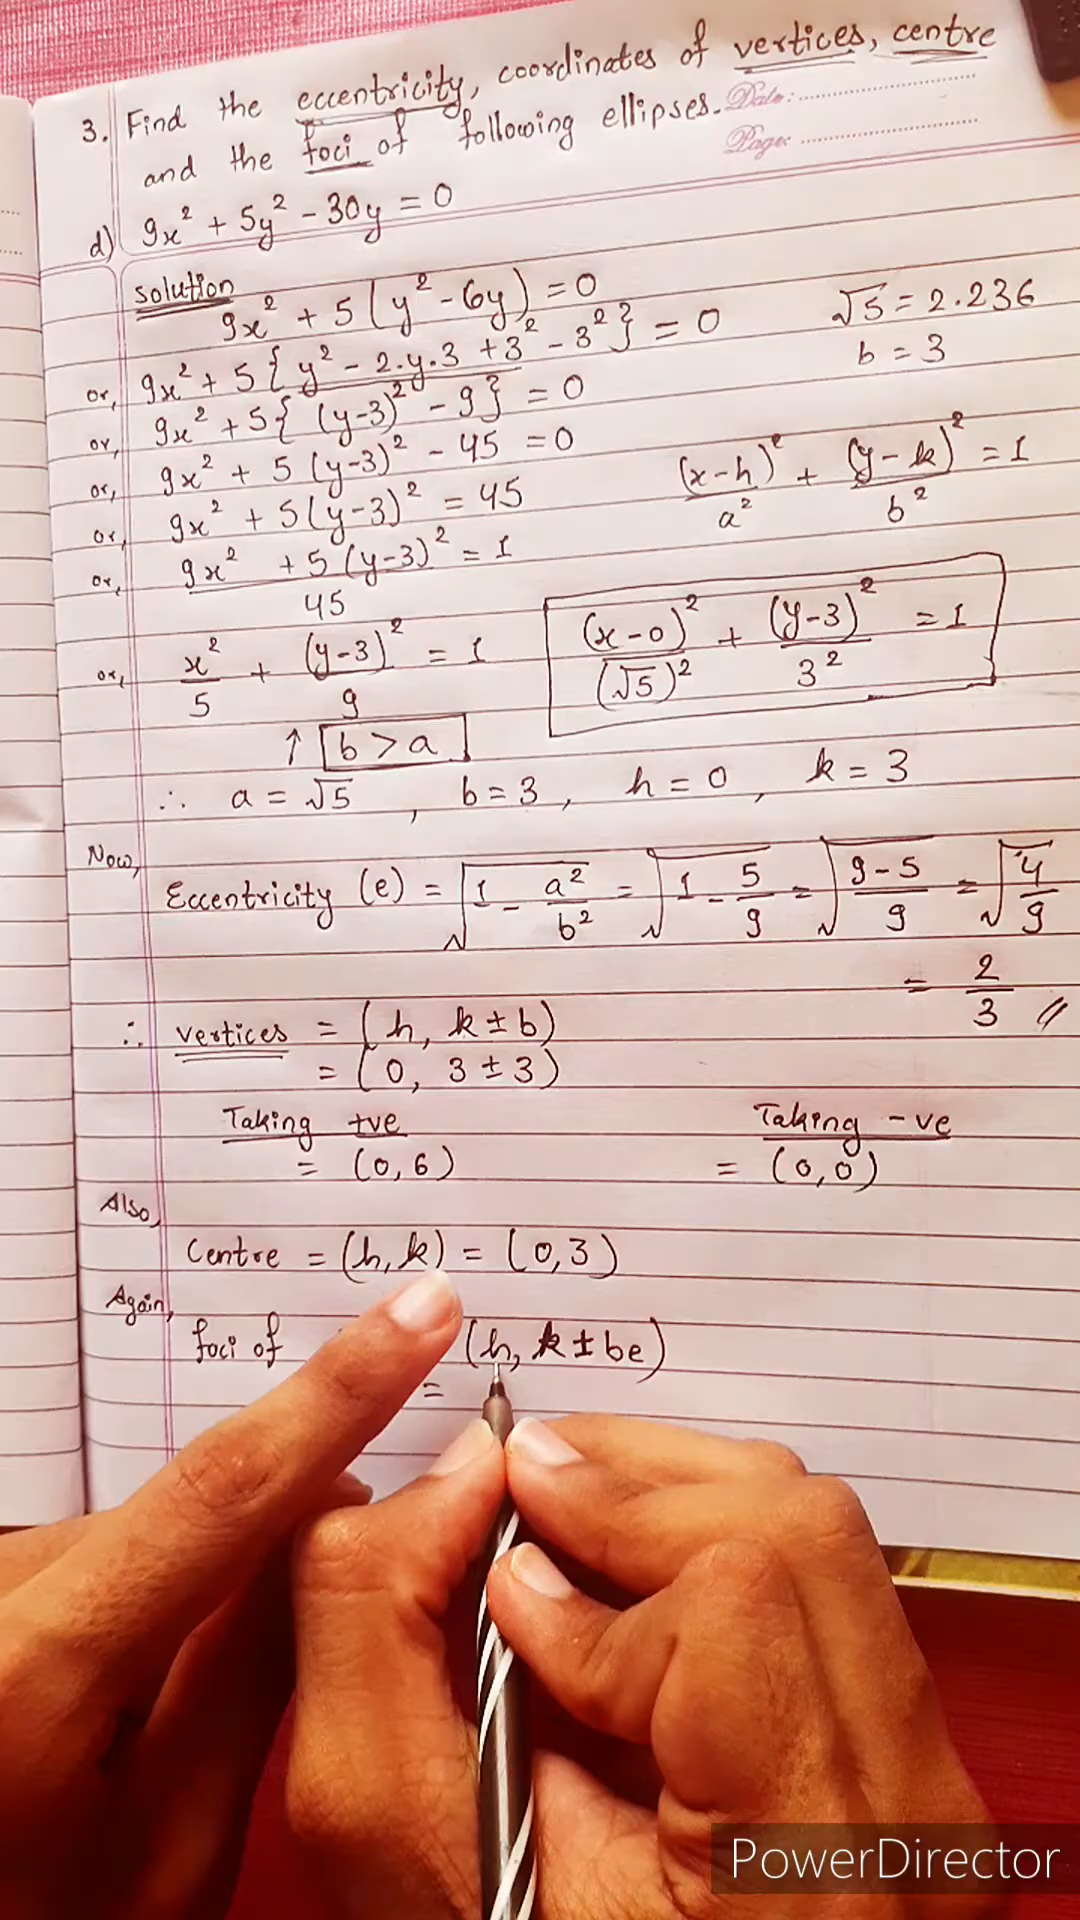 3. Find the eccentricity, coordinates of vertices, centre
and the foci of following ellipses.
Date:
Page:
d) 9x² + 5y² - 30y = 0
solution
9x² + 5(y² - 6y) = 0
√5 = 2.236
or, 9x² + 5{y² - 2.y.3 + 3² - 3²} = 0
b = 3
or, 9x² + 5{(y-3)² - 9} = 0
or, 9x² + 5(y-3)² - 45 = 0
(x-h)²/a² + (y-k)²/b² = 1
or, 9x² + 5(y-3)² = 45
or, 9x² + 5(y-3)²/45 = 1
or, x²/5 + (y-3)²/9 = 1
(x-0)²/(√5)² + (y-3)²/3² = 1
↑ b > a
∴ a = √5, b = 3, h = 0, k = 3
Now,
Eccentricity (e) = √(1 - a²/b²) = √(1 - 5/9) = √((9-5)/9) = √(4/9)
= 2/3 //
∴ vertices = (h, k ± b)
= (0, 3 ± 3)
Taking +ve Taking -ve
= (0,6) = (0,0)
Also,
Centre = (h,k) = (0,3)
Again,
foci of (h, k ± be)
=
PowerDirector